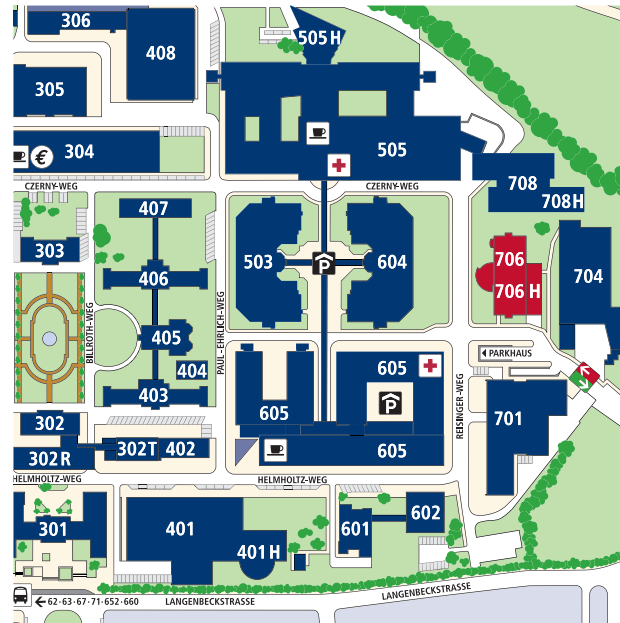 306
408
505 H
305
304
€
505
CZERNY-WEG
CZERNY-WEG
708
708 H
407
303
503
604
706
706 H
704
406
P
BILLROTH-WEG
PAUL-EHRLICH-WEG
405
404
403
605
605
P
PARKHAUS
REISINGER-WEG
701
302
302 R
302T
402
605
HELMHOLTZ-WEG
HELMHOLTZ-WEG
301
401
401 H
601
602
62·63·67·71·652·660
LANGENBECKSTRASSE
LANGENBECKSTRASSE